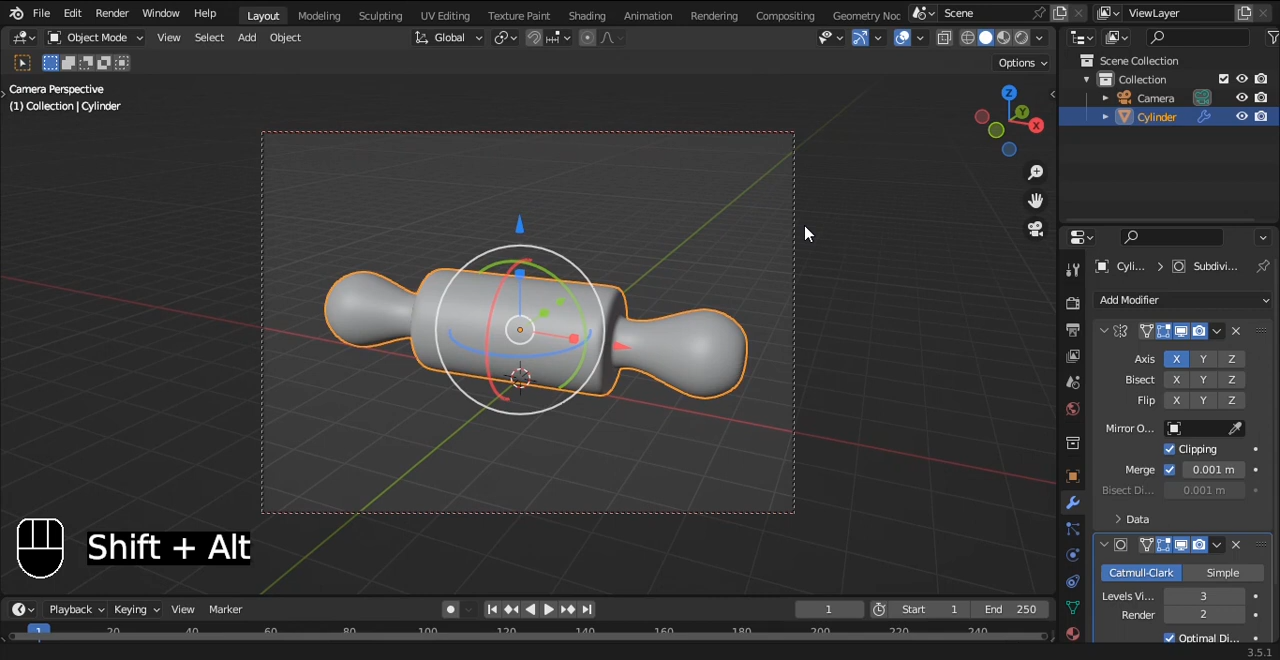 File Edit Render Window Help Layout Modeling Sculpting UV Editing Texture Paint Shading Animation Rendering Compositing Geometry Noc Scene ViewLayer
Object Mode View Select Add Object Global
Options
Camera Perspective
(1) Collection | Cylinder
Z
Y
X
Shift + Alt
Scene Collection
Collection
Camera
Cylinder
Cyli... > Subdivi...
Add Modifier
Axis X Y Z
Bisect X Y Z
Flip X Y Z
Mirror O...
Clipping
Merge 0.001 m
Bisect Di... 0.001 m
Data
Catmull-Clark Simple
Levels Vi... 3
Render 2
Optimal Di...
Playback Keying View Marker 1 Start 1 End 250
1 20 40 60 80 100 120 140 160 180 200 220 240
3.5.1